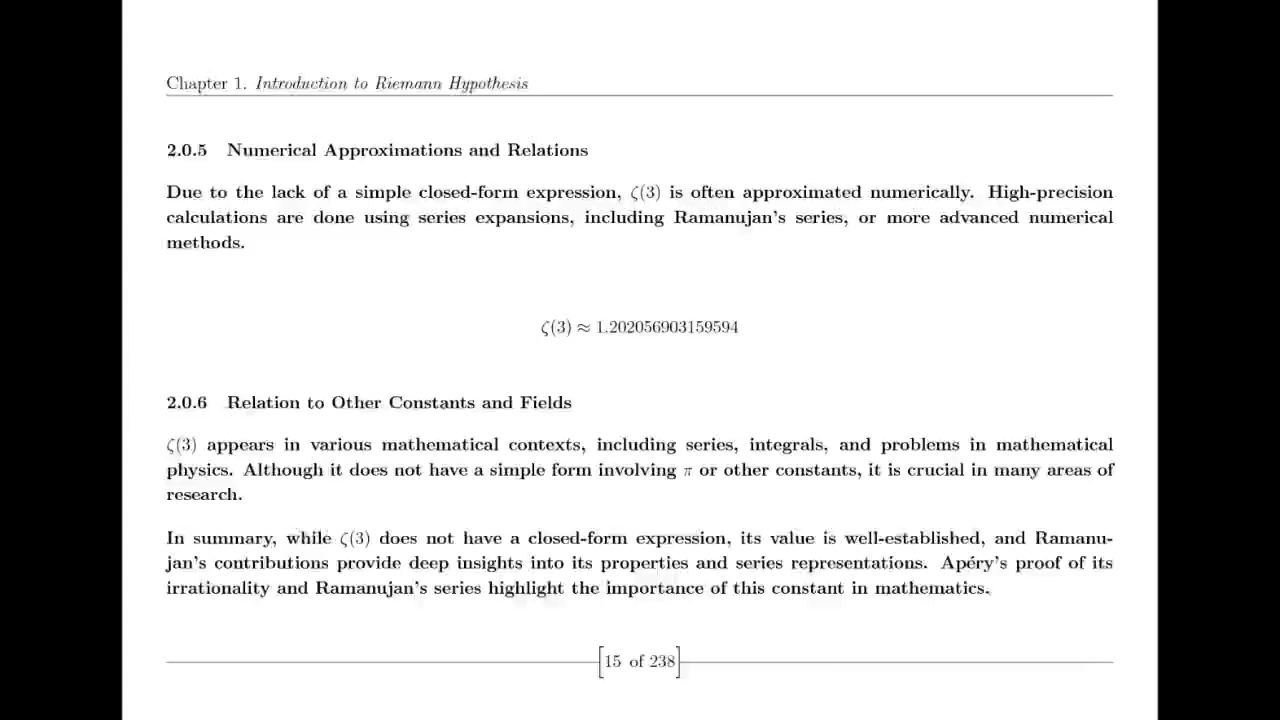 Chapter 1. Introduction to Riemann Hypothesis
2.0.5 Numerical Approximations and Relations
Due to the lack of a simple closed-form expression, ζ(3) is often approximated numerically. High-precision
calculations are done using series expansions, including Ramanujan's series, or more advanced numerical
methods.
ζ(3) ≈ 1.202056903159594
2.0.6 Relation to Other Constants and Fields
ζ(3) appears in various mathematical contexts, including series, integrals, and problems in mathematical
physics. Although it does not have a simple form involving π or other constants, it is crucial in many areas of
research.
In summary, while ζ(3) does not have a closed-form expression, its value is well-established, and Ramanu-
jan's contributions provide deep insights into its properties and series representations. Apéry's proof of its
irrationality and Ramanujan's series highlight the importance of this constant in mathematics.
[15 of 238]